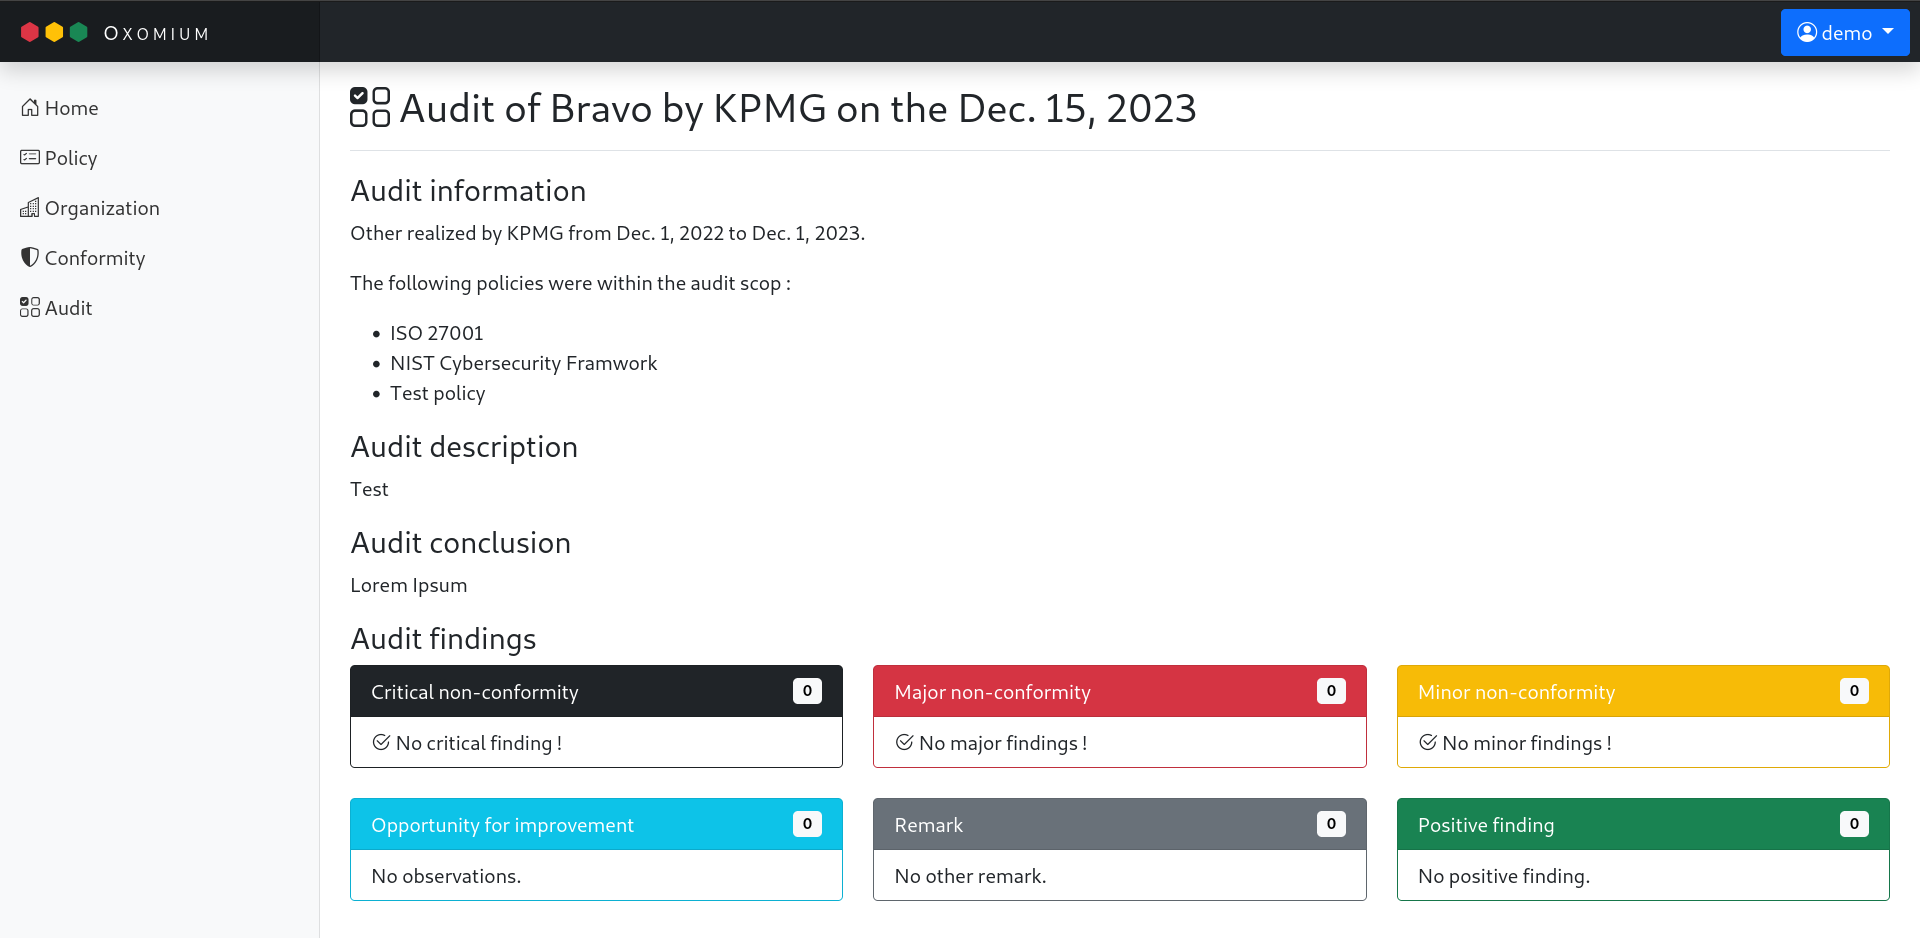 Oxomium
demo
Home
Policy
Organization
Conformity
Audit
Audit of Bravo by KPMG on the Dec. 15, 2023
Audit information
Other realized by KPMG from Dec. 1, 2022 to Dec. 1, 2023.
The following policies were within the audit scop :
• ISO 27001
• NIST Cybersecurity Framwork
• Test policy
Audit description
Test
Audit conclusion
Lorem Ipsum
Audit findings
Critical non-conformity 0
No critical finding !
Major non-conformity 0
No major findings !
Minor non-conformity 0
No minor findings !
Opportunity for improvement 0
No observations.
Remark 0
No other remark.
Positive finding 0
No positive finding.